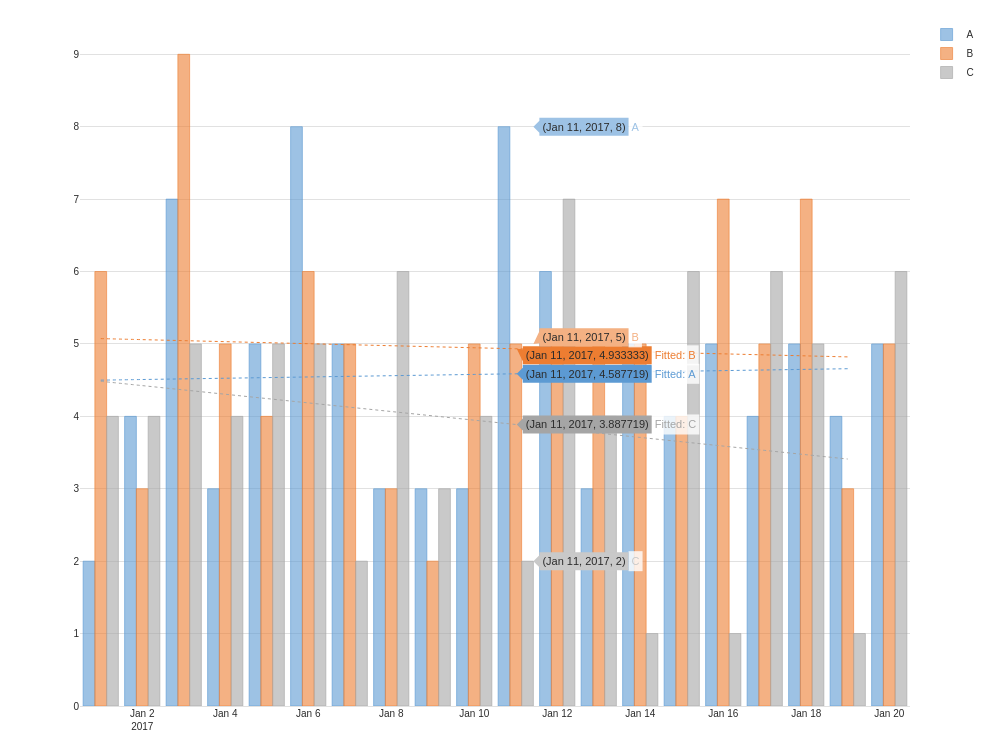 A
B
C
9
8
7
6
5
4
3
2
1
0
(Jan 11, 2017, 8) A
(Jan 11, 2017, 5) B
(Jan 11, 2017, 4.933333) Fitted: B
(Jan 11, 2017, 4.587719) Fitted: A
(Jan 11, 2017, 3.887719) Fitted: C
(Jan 11, 2017, 2) C
Jan 2 Jan 4 Jan 6 Jan 8 Jan 10 Jan 12 Jan 14 Jan 16 Jan 18 Jan 20
2017